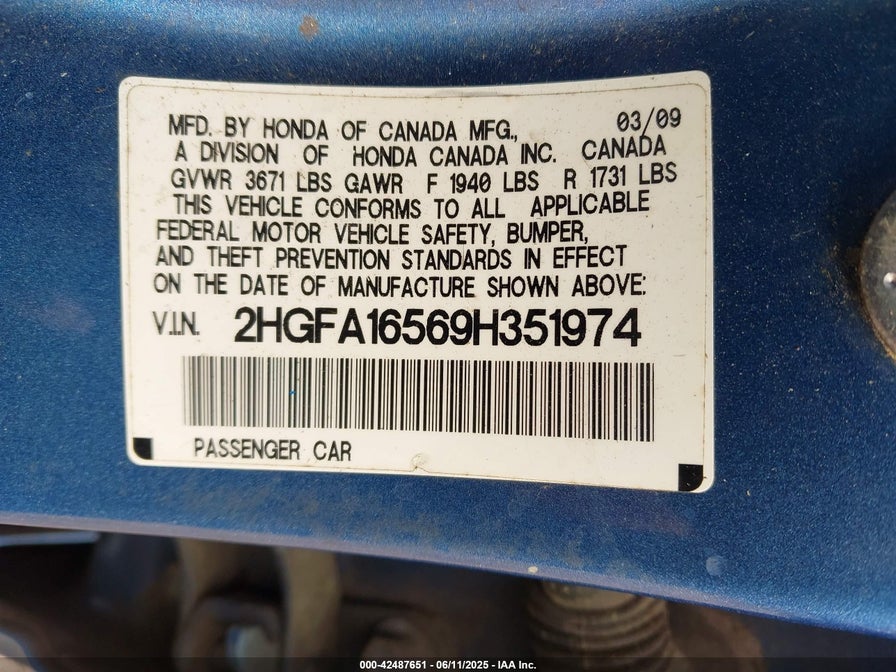 MFD. BY HONDA OF CANADA MFG., 03/09
A DIVISION OF HONDA CANADA INC. CANADA
GVWR 3671 LBS GAWR F 1940 LBS R 1731 LBS
THIS VEHICLE CONFORMS TO ALL APPLICABLE
FEDERAL MOTOR VEHICLE SAFETY, BUMPER,
AND THEFT PREVENTION STANDARDS IN EFFECT
ON THE DATE OF MANUFACTURE SHOWN ABOVE:
V.I.N. 2HGFA16569H351974
PASSENGER CAR
000-42487651 - 06/11/2025 - IAA Inc.